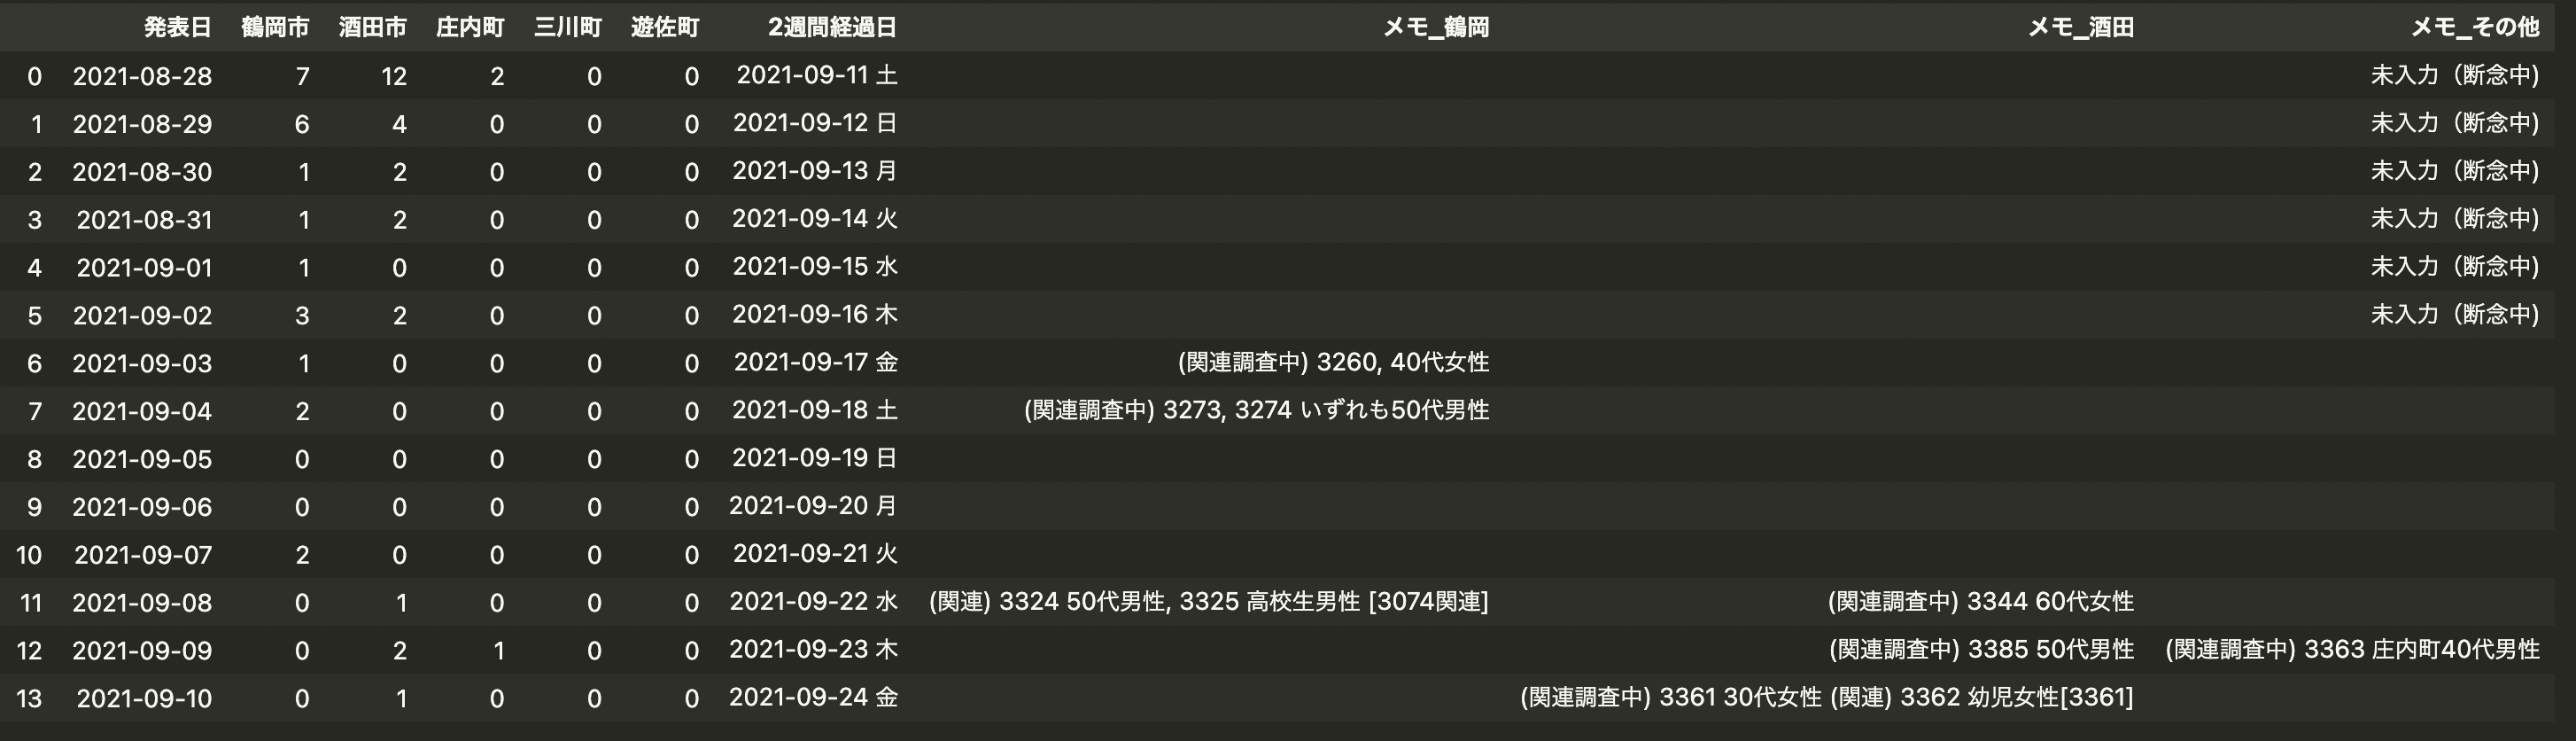 発表日 鶴岡市 酒田市 庄内町 三川町 遊佐町 2週間経過日 メモ_鶴岡 メモ_酒田 メモ_その他
0 2021-08-28 7 12 2 0 0 2021-09-11 土 未入力（断念中)
1 2021-08-29 6 4 0 0 0 2021-09-12 日 未入力（断念中)
2 2021-08-30 1 2 0 0 0 2021-09-13 月 未入力（断念中)
3 2021-08-31 1 2 0 0 0 2021-09-14 火 未入力（断念中)
4 2021-09-01 1 0 0 0 0 2021-09-15 水 未入力（断念中)
5 2021-09-02 3 2 0 0 0 2021-09-16 木 未入力（断念中)
6 2021-09-03 1 0 0 0 0 2021-09-17 金 (関連調査中) 3260, 40代女性
7 2021-09-04 2 0 0 0 0 2021-09-18 土 (関連調査中) 3273, 3274 いずれも50代男性
8 2021-09-05 0 0 0 0 0 2021-09-19 日
9 2021-09-06 0 0 0 0 0 2021-09-20 月
10 2021-09-07 2 0 0 0 0 2021-09-21 火
11 2021-09-08 0 1 0 0 0 2021-09-22 水 (関連) 3324 50代男性, 3325 高校生男性 [3074関連] (関連調査中) 3344 60代女性
12 2021-09-09 0 2 1 0 0 2021-09-23 木 (関連調査中) 3385 50代男性 (関連調査中) 3363 庄内町40代男性
13 2021-09-10 0 1 0 0 0 2021-09-24 金 (関連調査中) 3361 30代女性 (関連) 3362 幼児女性[3361]